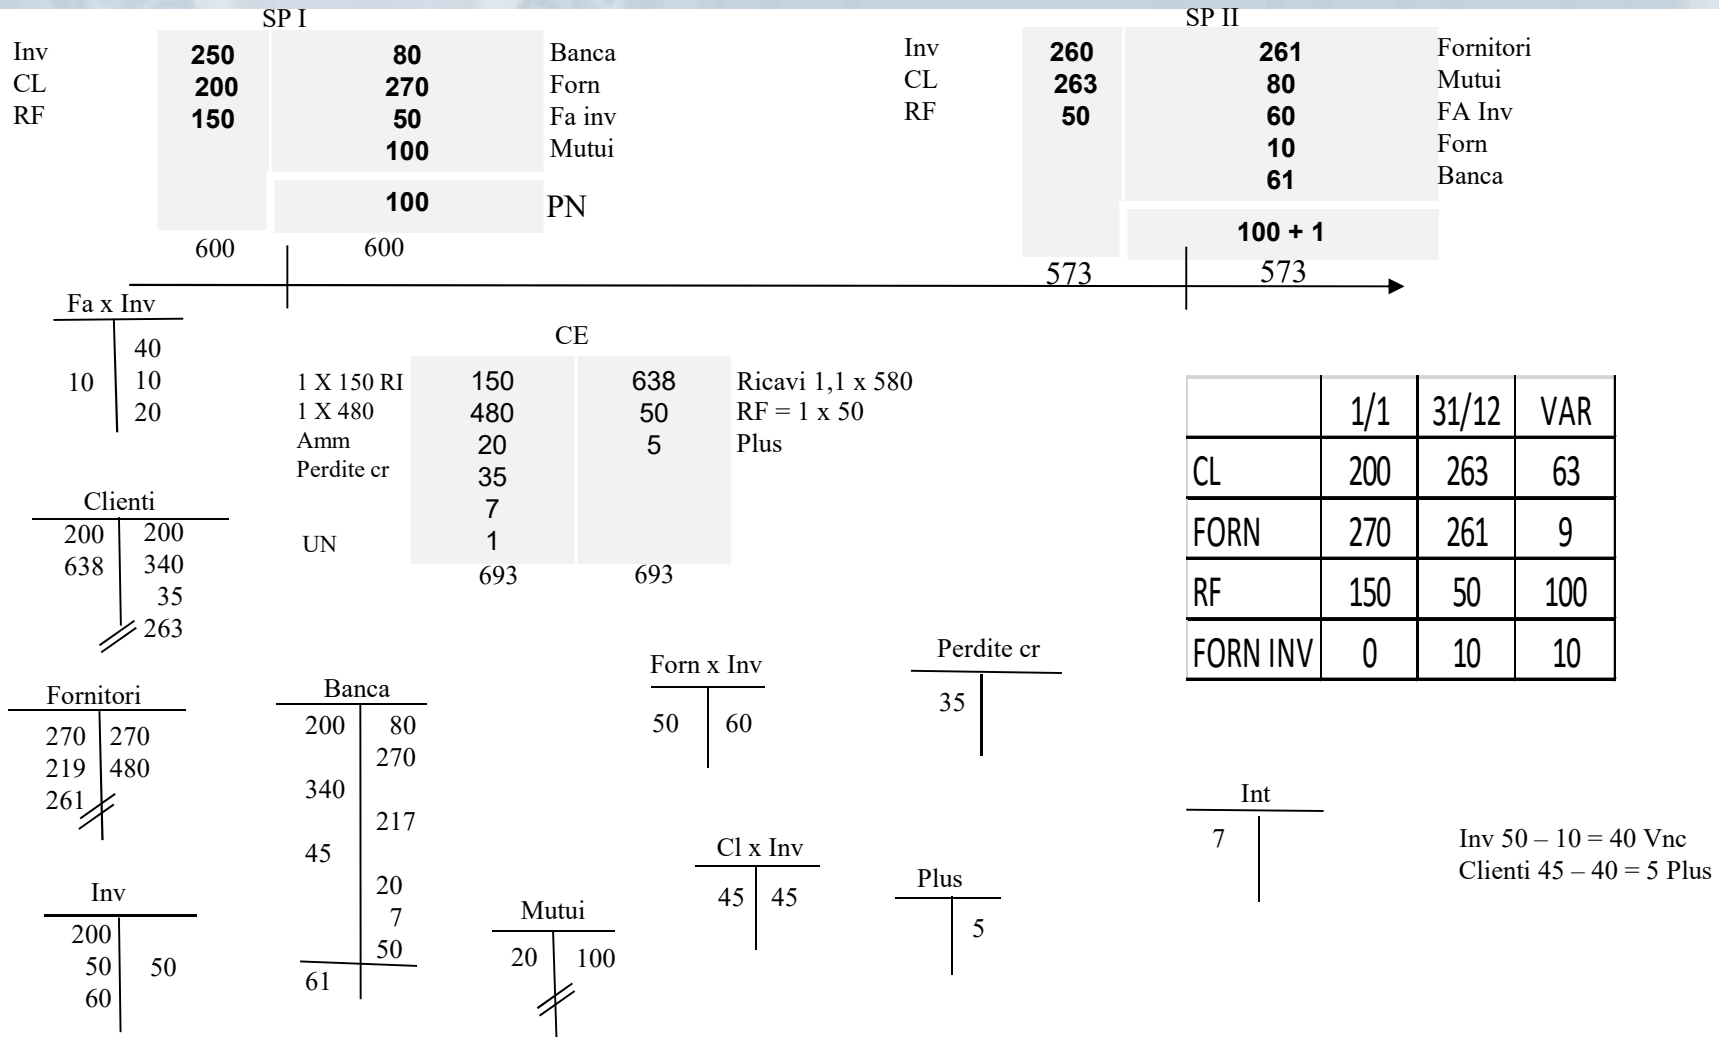 SP I
Inv 250 80 Banca
CL 200 270 Forn
RF 150 50 Fa inv
100 Mutui
100 PN
600 600
SP II
Inv 260 261 Fornitori
CL 263 80 Mutui
RF 50 60 FA Inv
10 Forn
61 Banca
100 + 1
573 573
Fa x Inv
40
10 10
20
CE
1 X 150 RI 150 638 Ricavi 1,1 x 580
1 X 480 480 50 RF = 1 x 50
Amm 20 5 Plus
Perdite cr 35
7
UN 1
693 693
1/1 31/12 VAR
CL 200 263 63
FORN 270 261 9
RF 150 50 100
FORN INV 0 10 10
Clienti
200 200
638 340
35
263
Fornitori
270 270
219 480
261
Banca
200 80
270
340
217
45
20
7
50
61
Forn x Inv
50 60
Perdite cr
35
Inv
200
50 50
60
Mutui
20 100
Cl x Inv
45 45
Plus
5
Int
7
Inv 50 – 10 = 40 Vnc
Clienti 45 – 40 = 5 Plus